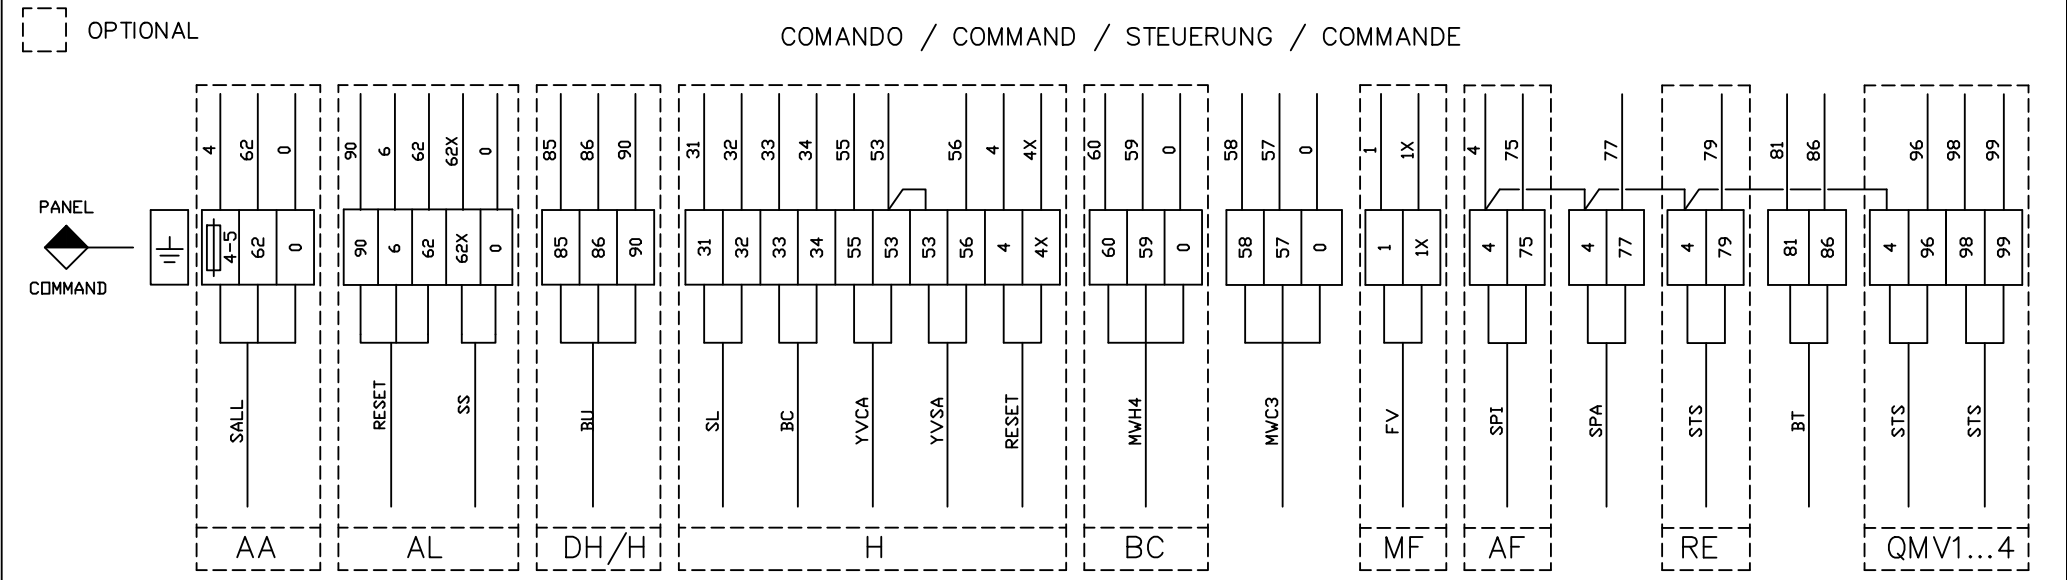 OPTIONAL
COMANDO / COMMAND / STEUERUNG / COMMANDE
4 62 0 90 6 62 62X 0 85 86 90 31 32 33 34 55 53 56 4 4X 60 59 0 58 57 0 1 1X 4 75 77 79 81 86 96 98 99
PANEL
COMMAND
4-5 62 0 90 6 62 62X 0 85 86 90 31 32 33 34 55 53 53 56 4 4X 60 59 0 58 57 0 1 1X 4 75 4 77 4 79 81 86 4 96 98 99
SALL RESET SS BU SL BC YVCA YVSA RESET MWH4 MWC3 FV SPI SPA STS BT STS STS
AA AL DH/H H BC MF AF RE QMV1...4